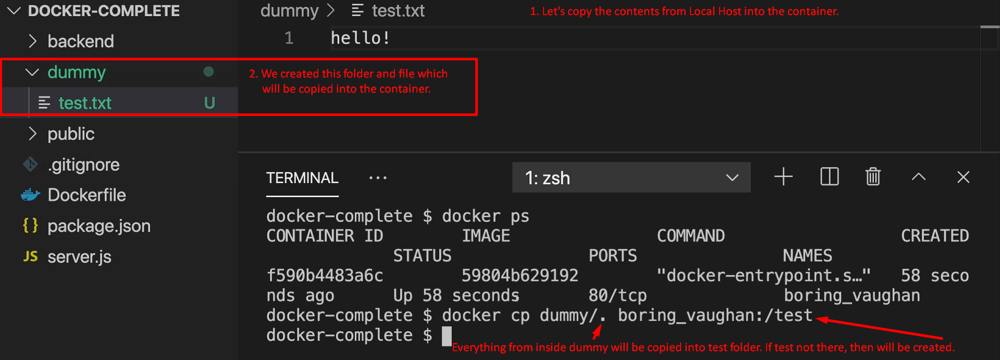 DOCKER-COMPLETE
backend
dummy
test.txt U
public
.gitignore
Dockerfile
{} package.json
JS server.js
dummy > test.txt
1 hello!
1. Let's copy the contents from Local Host into the container.
2. We created this folder and file which
will be copied into the container.
TERMINAL ...
1: zsh
docker-complete $ docker ps
CONTAINER ID IMAGE COMMAND CREATED
STATUS PORTS NAMES
f590b4483a6c 59804b629192 "docker-entrypoint.s…" 58 seco
nds ago Up 58 seconds 80/tcp boring_vaughan
docker-complete $ docker cp dummy/. boring_vaughan:/test
docker-complete $
Everything from inside dummy will be copied into test folder. If test not there, then will be created.